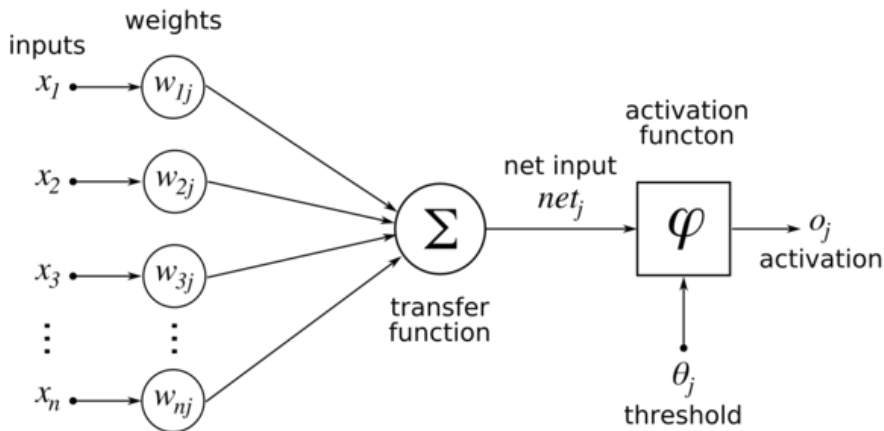 inputs
weights
x1
w1j
x2
w2j
x3
w3j
⋮
⋮
xn
wnj
Σ
transfer
function
net input
netj
activation
functon
φ
oj
activation
θj
threshold